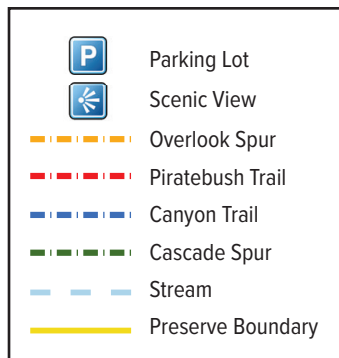 P Parking Lot
Scenic View
Overlook Spur
Piratebush Trail
Canyon Trail
Cascade Spur
Stream
Preserve Boundary